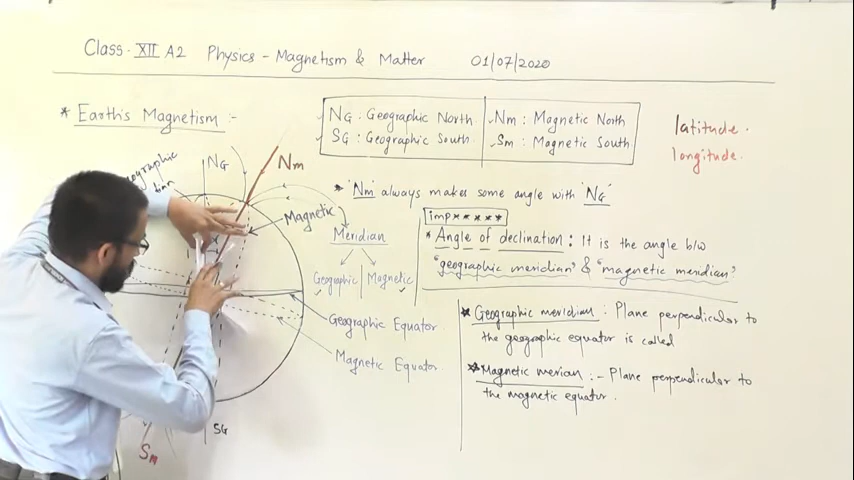 Class - XII A2 Physics - Magnetism & Matter 01/07/2020
* Earth's Magnetism :-
NG : Geographic North
SG : Geographic South
Nm : Magnetic North
Sm : Magnetic South
latitude.
longitude.
NG
Nm
Magnetic
'Nm' always makes some angle with 'NG'
imp*****
* Angle of declination : It is the angle b/w
"geographic meridian" & "magnetic meridian"
Meridian
Geographic | Magnetic
Geographic Equator
Magnetic Equator
* Geographic meridian : Plane perpendicular to
the geographic equator is called
* Magnetic merian :- Plane perpendicular to
the magnetic equator.
SG
Sm